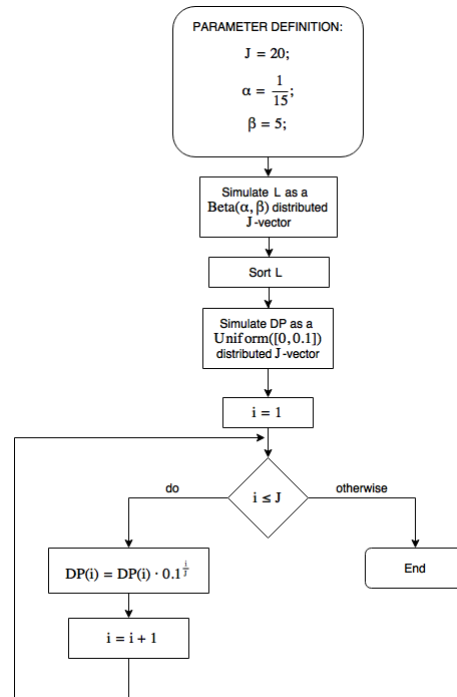 PARAMETER DEFINITION:
J = 20;
α = 1/15;
β = 5;
Simulate L as a
Beta(α, β) distributed
J-vector
Sort L
Simulate DP as a
Uniform([0, 0.1])
distributed J-vector
i = 1
i ≤ J
do
otherwise
DP(i) = DP(i) · 0.1^(i/J)
End
i = i + 1